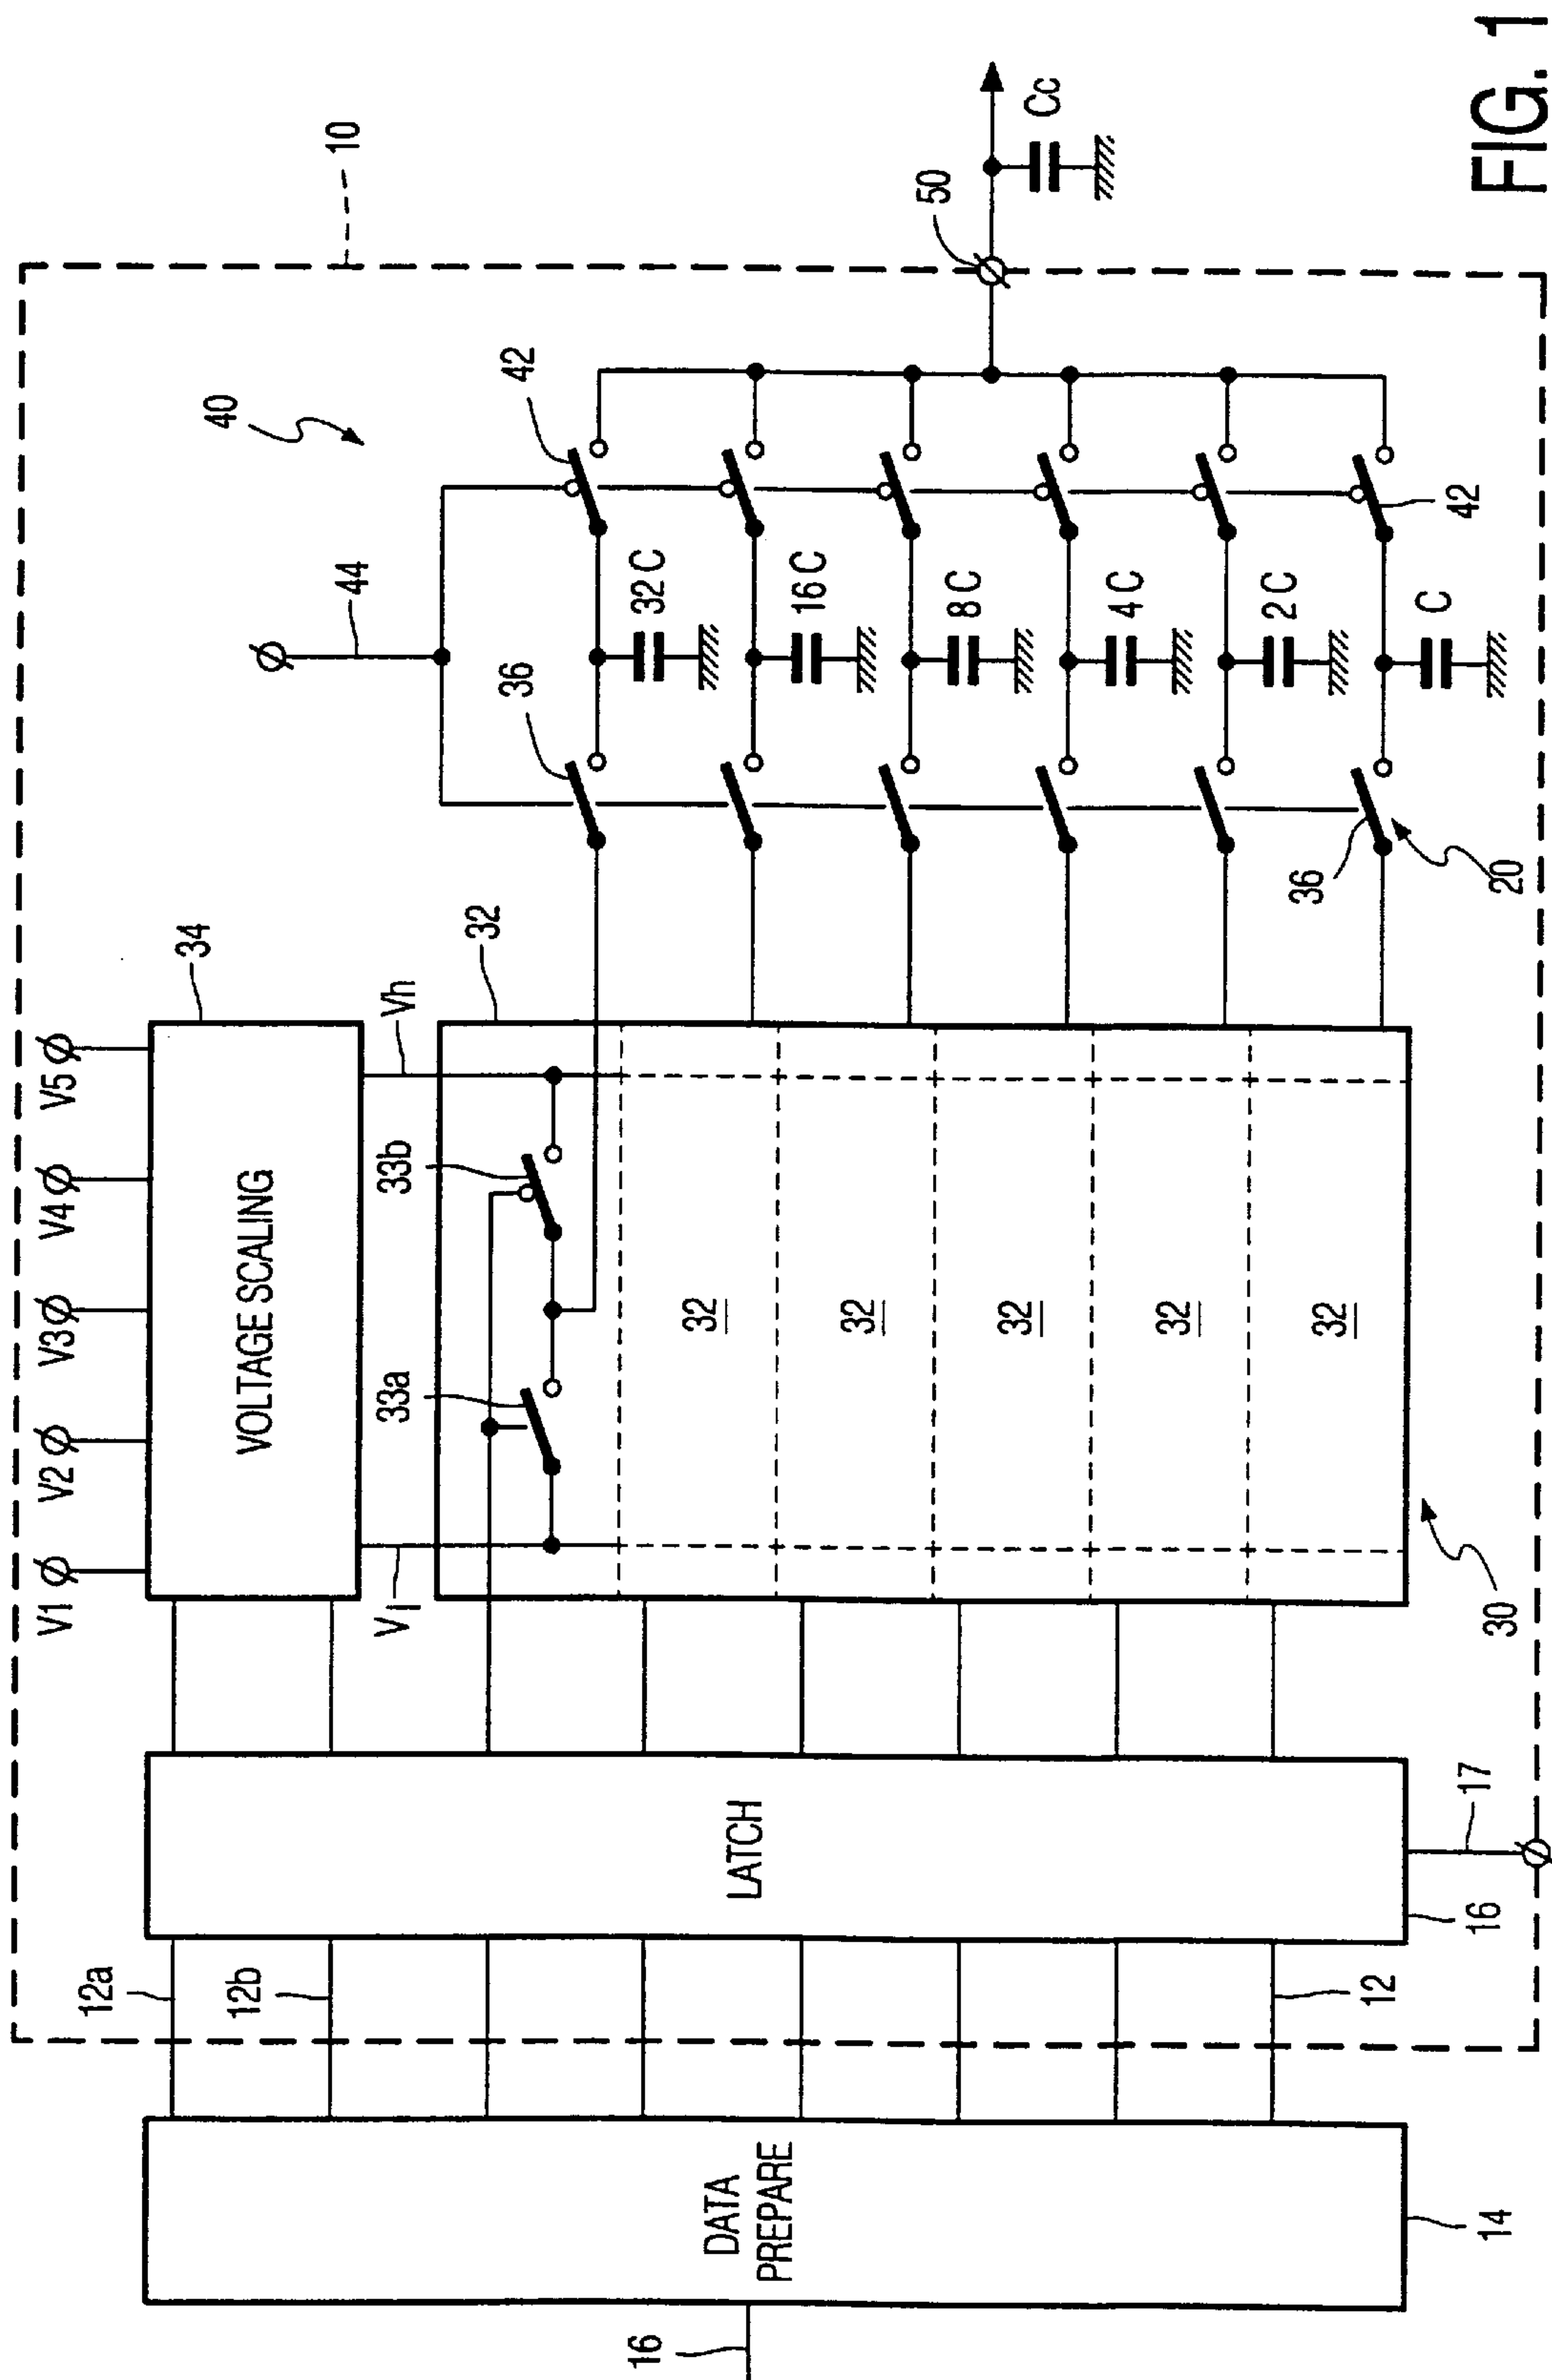 FIG. 1
10
V1
V2
V3
V4
V5
34
VOLTAGE SCALING
44
40
12a
12b
Vl
Vh
32
33a
33b
36
42
50
Cc
32 C
16 C
8 C
4 C
2 C
C
DATA
PREPARE
LATCH
32
32
32
32
32
16
14
12
16
17
30
36
20
42